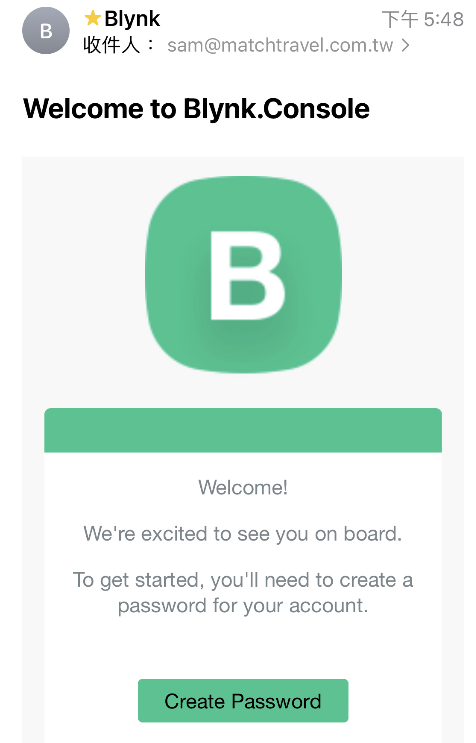 B
⭐Blynk
下午 5:48
收件人： sam@matchtravel.com.tw >
Welcome to Blynk.Console
B
Welcome!
We're excited to see you on board.
To get started, you'll need to create a
password for your account.
Create Password